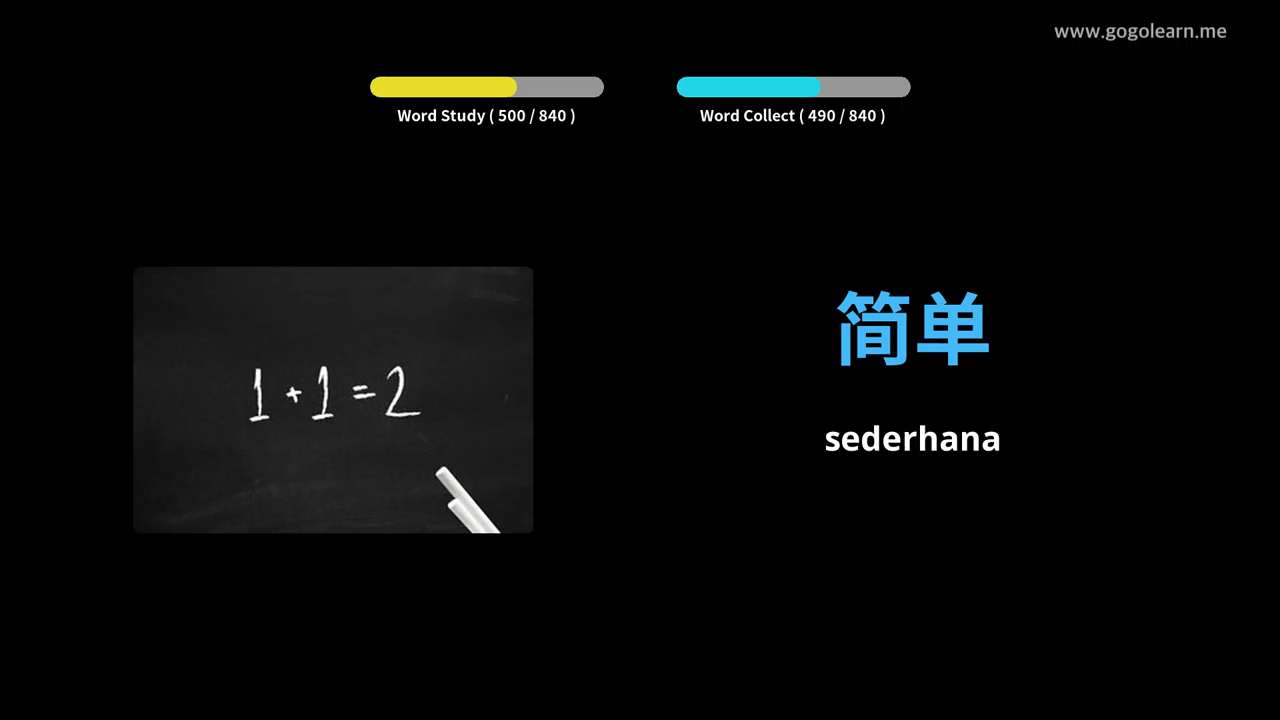 www.gogolearn.me
Word Study ( 500 / 840 )
Word Collect ( 490 / 840 )
1 + 1 = 2
简单
sederhana